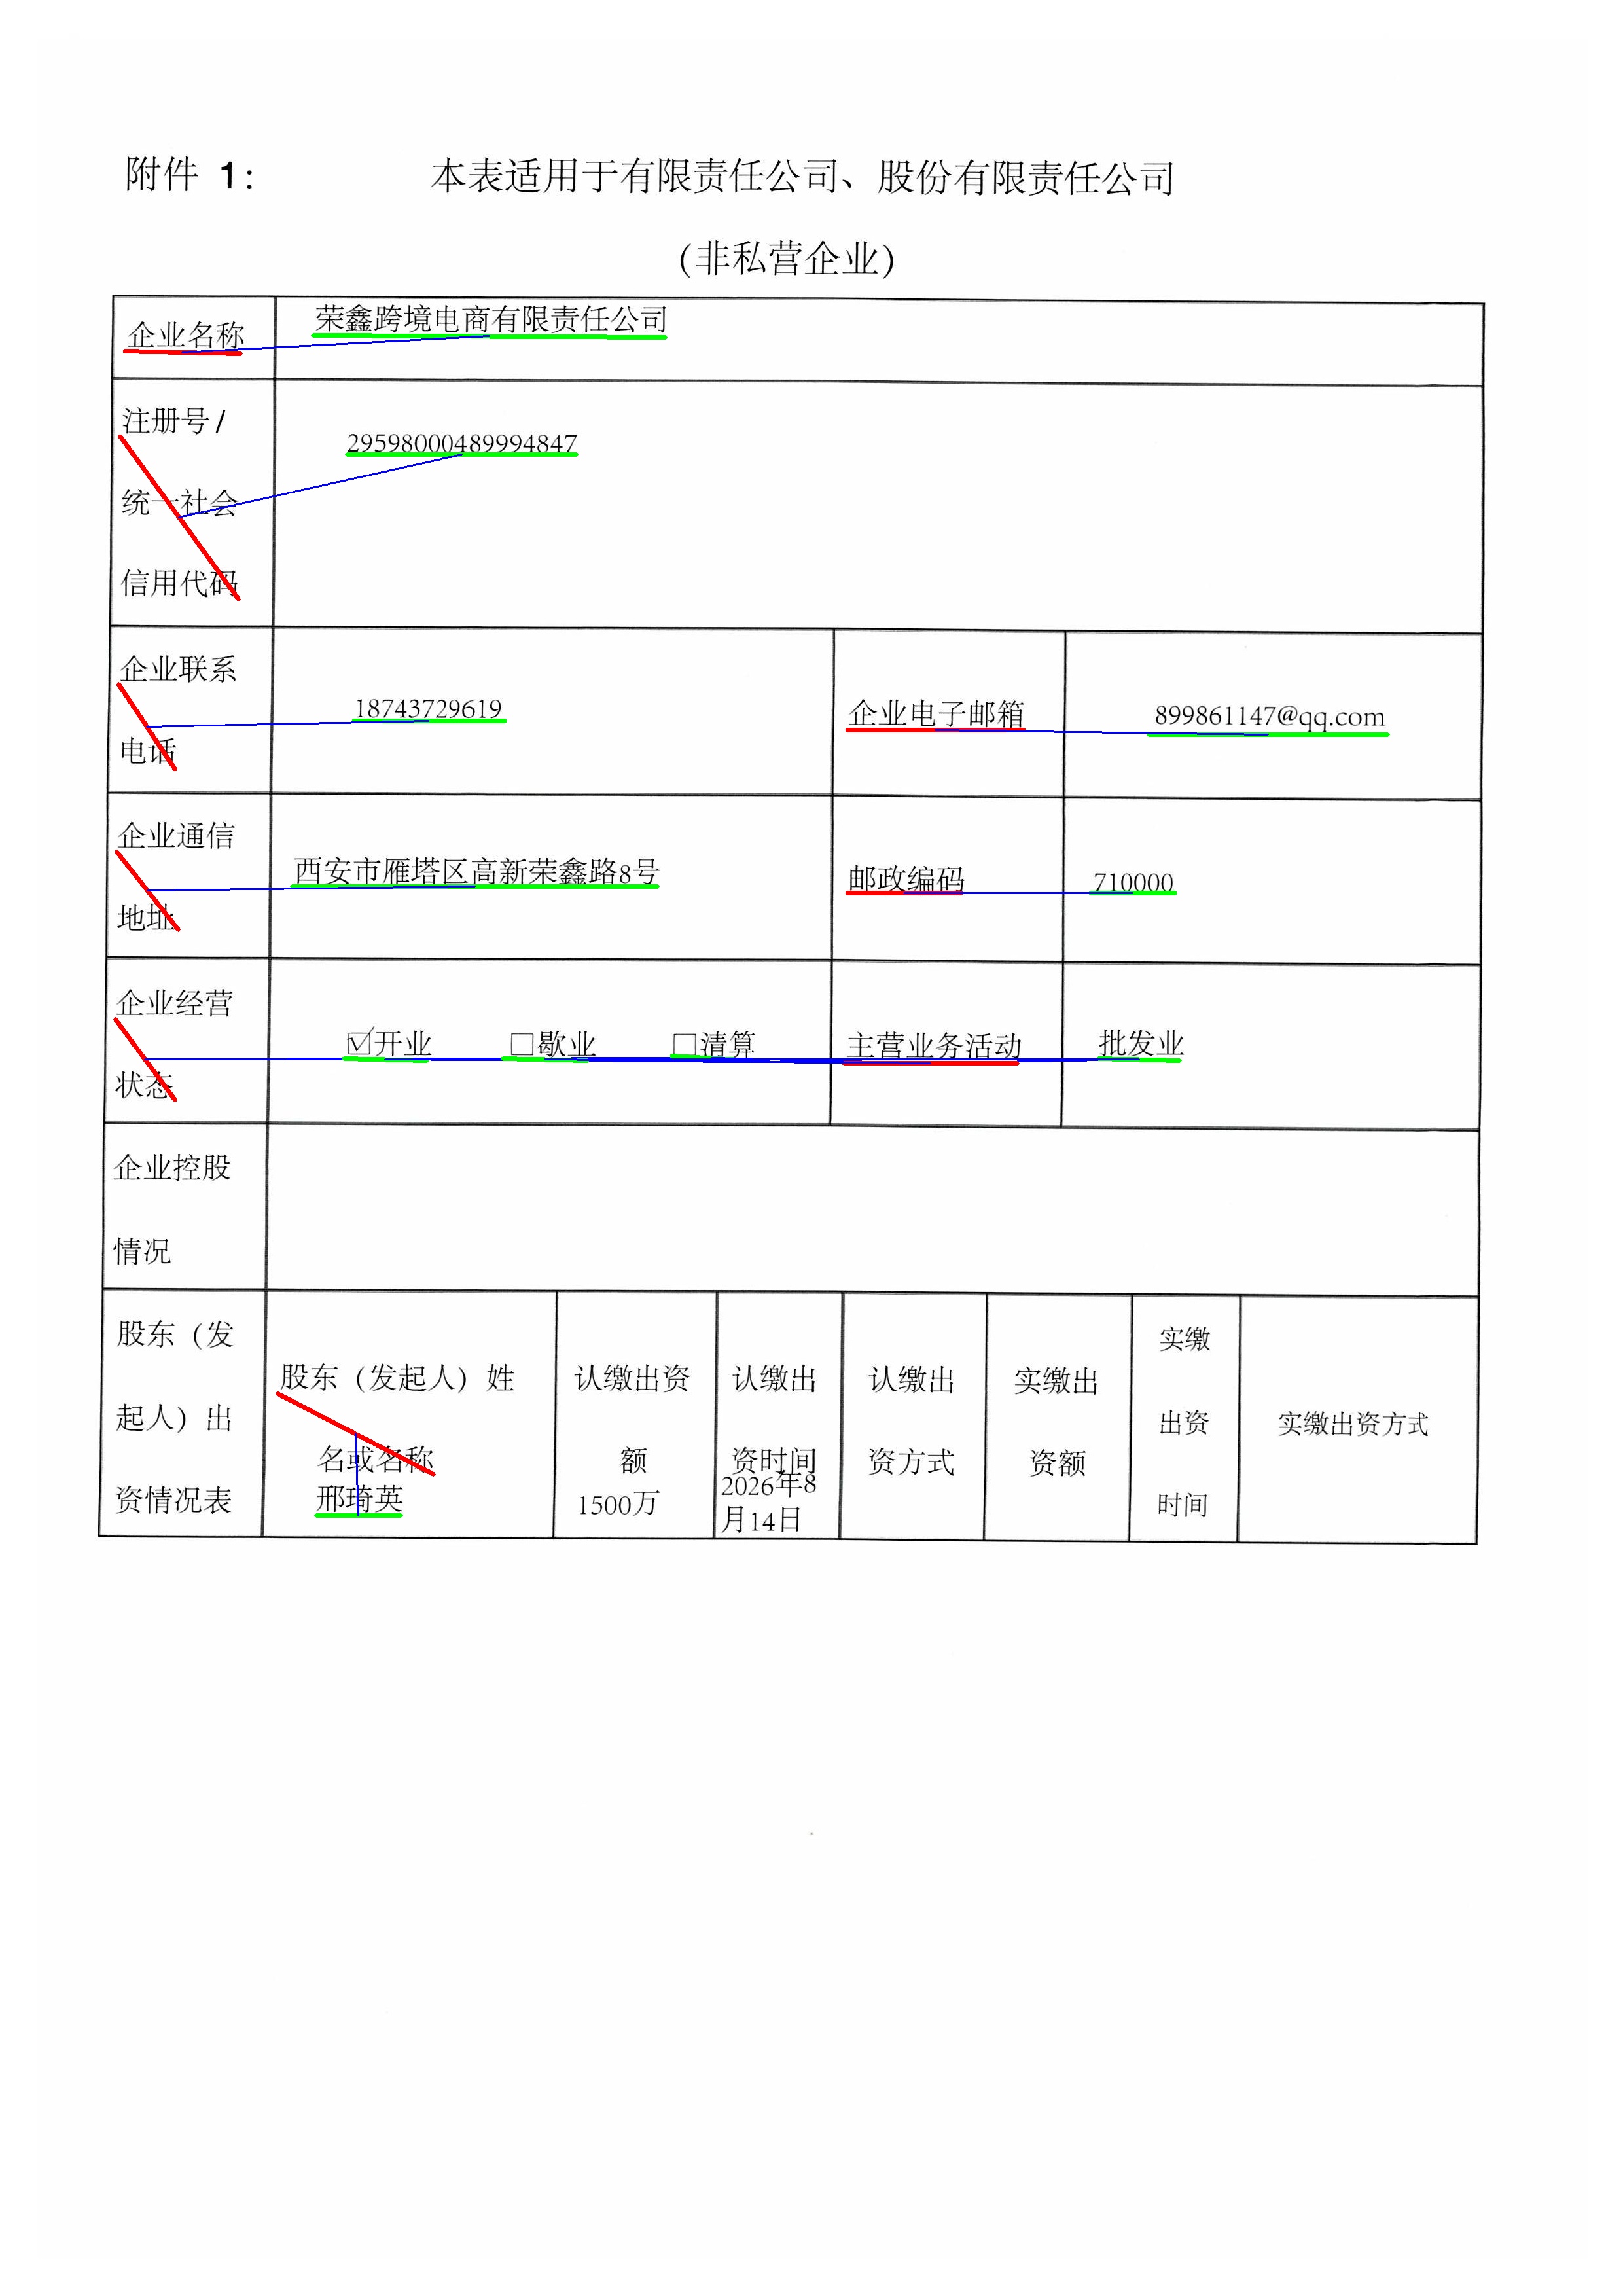 附件 1：
本表适用于有限责任公司、股份有限责任公司
(非私营企业)
企业名称
荣鑫跨境电商有限责任公司
注册号/
统一社会
信用代码
29598000489994847
企业联系
电话
18743729619
企业电子邮箱
899861147@qq.com
企业通信
地址
西安市雁塔区高新荣鑫路8号
邮政编码
710000
企业经营
状态
☑开业 □歇业 □清算
主营业务活动
批发业
企业控股
情况
股东（发
起人）出
资情况表
股东（发起人）姓
名或名称
邢琦英
认缴出资
额
1500万
认缴出
资时间
2026年8
月14日
认缴出
资方式
实缴出
资额
实缴
出资
时间
实缴出资方式